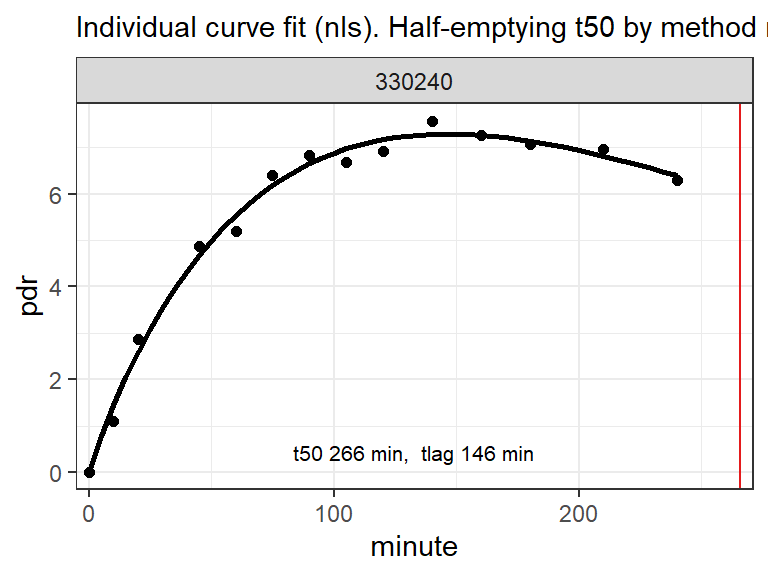 Individual curve fit (nls). Half-emptying t50 by method
330240
6
4
2
0
pdr
t50 266 min,  tlag 146 min
0 100 200
minute